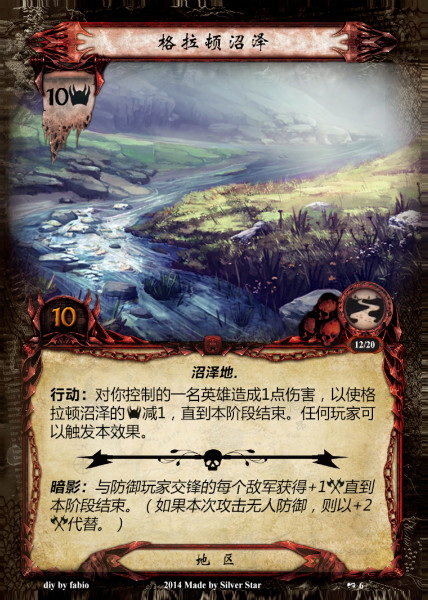 格拉顿沼泽
10
10
12/20
沼泽地.
行动：对你控制的一名英雄造成1点伤害，以使格
拉顿沼泽的减1，直到本阶段结束。任何玩家可
以触发本效果。
暗影：与防御玩家交锋的每个敌军获得+1直到
本阶段结束。（如果本次攻击无人防御，则以+2
代替。）
地 区
diy by fabio
2014 Made by Silver Star
6